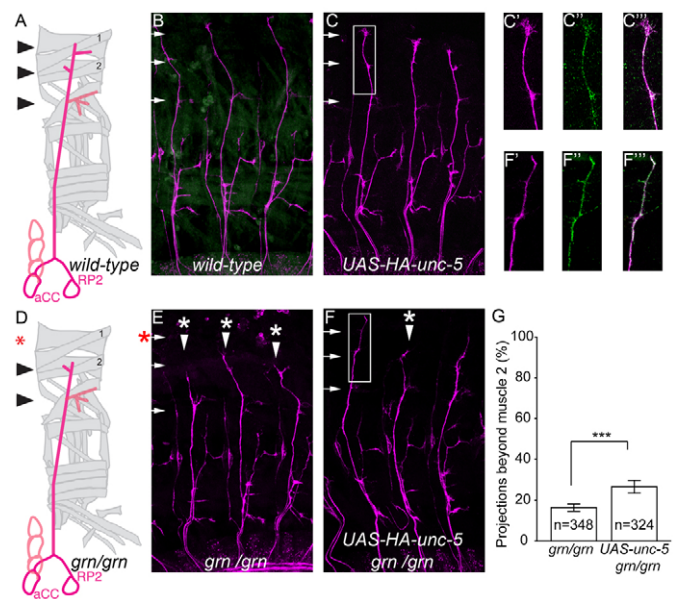 A
1
2
aCC
RP2
wild-type
B
wild-type
C
UAS-HA-unc-5
C'
C''
C'''
F'
F''
F'''
D
*
1
2
aCC
RP2
grn/grn
E
*
* * *
grn /grn
F
*
UAS-HA-unc-5
grn /grn
G
Projections beyond muscle 2 (%)
100
80
60
40
20
0
***
n=348
n=324
grn/grn
UAS-unc-5
grn/grn